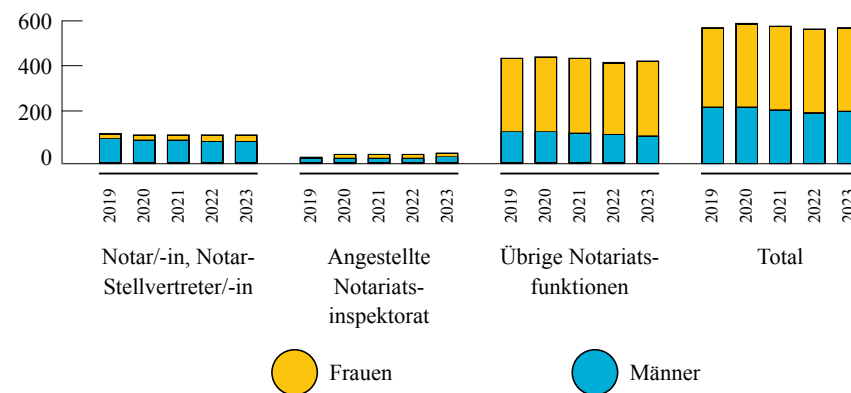 600
400
200
0
2019 2020 2021 2022 2023 2019 2020 2021 2022 2023 2019 2020 2021 2022 2023 2019 2020 2021 2022 2023
Notar/-in, Notar-
Stellvertreter/-in
Angestellte
Notariats-
inspektorat
Übrige Notariats-
funktionen
Total
Frauen
Männer